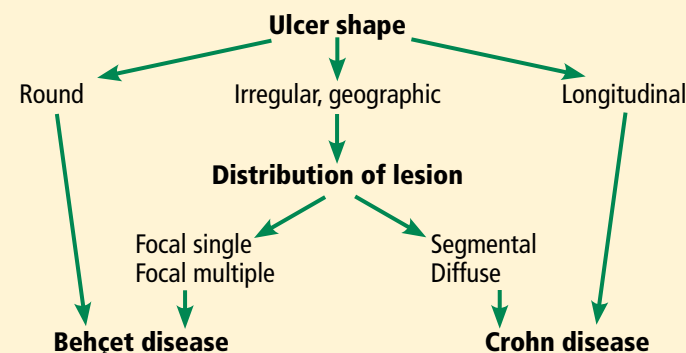 Ulcer shape
Round
Irregular, geographic
Longitudinal
Distribution of lesion
Focal single
Focal multiple
Segmental
Diffuse
Behçet disease
Crohn disease